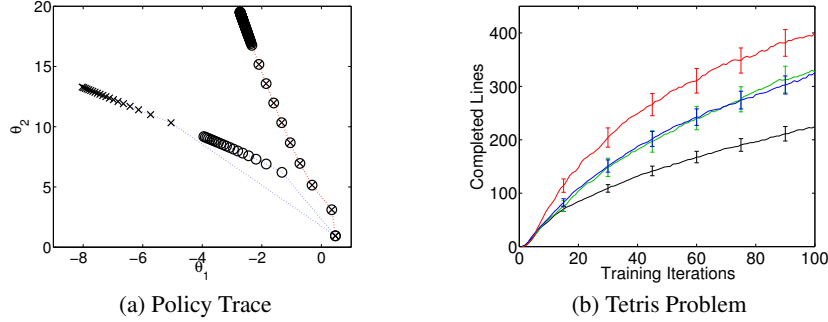 20
15
10
5
0
θ2
−8 −6 −4 −2 0
θ1
(a) Policy Trace
400
300
200
100
0
Completed Lines
0 20 40 60 80 100
Training Iterations
(b) Tetris Problem